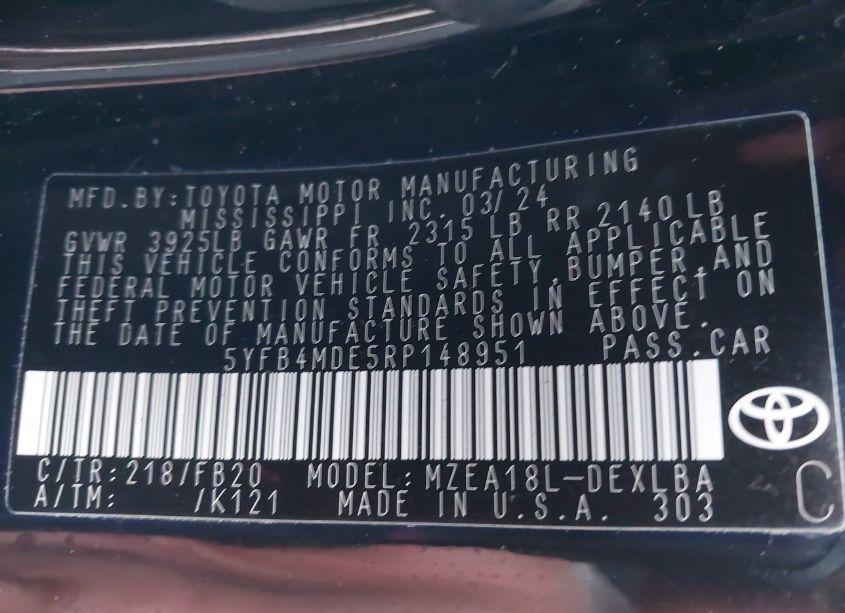 MFD.BY:TOYOTA MOTOR MANUFACTURING
MISSISSIPPI INC. 03/24
GVWR 3925LB GAWR FR 2315 LB RR 2140 LB
THIS VEHICLE CONFORMS TO ALL APPLICABLE
FEDERAL MOTOR VEHICLE SAFETY,BUMPER,AND
THEFT PREVENTION STANDARDS IN EFFECT ON
THE DATE OF MANUFACTURE SHOWN ABOVE.
5YFB4MDE5RP148951 PASS.CAR
C/TR:218/FB20 MODEL:MZEA18L-DEXLBA
A/TM: /K121 MADE IN U.S.A. 303 C